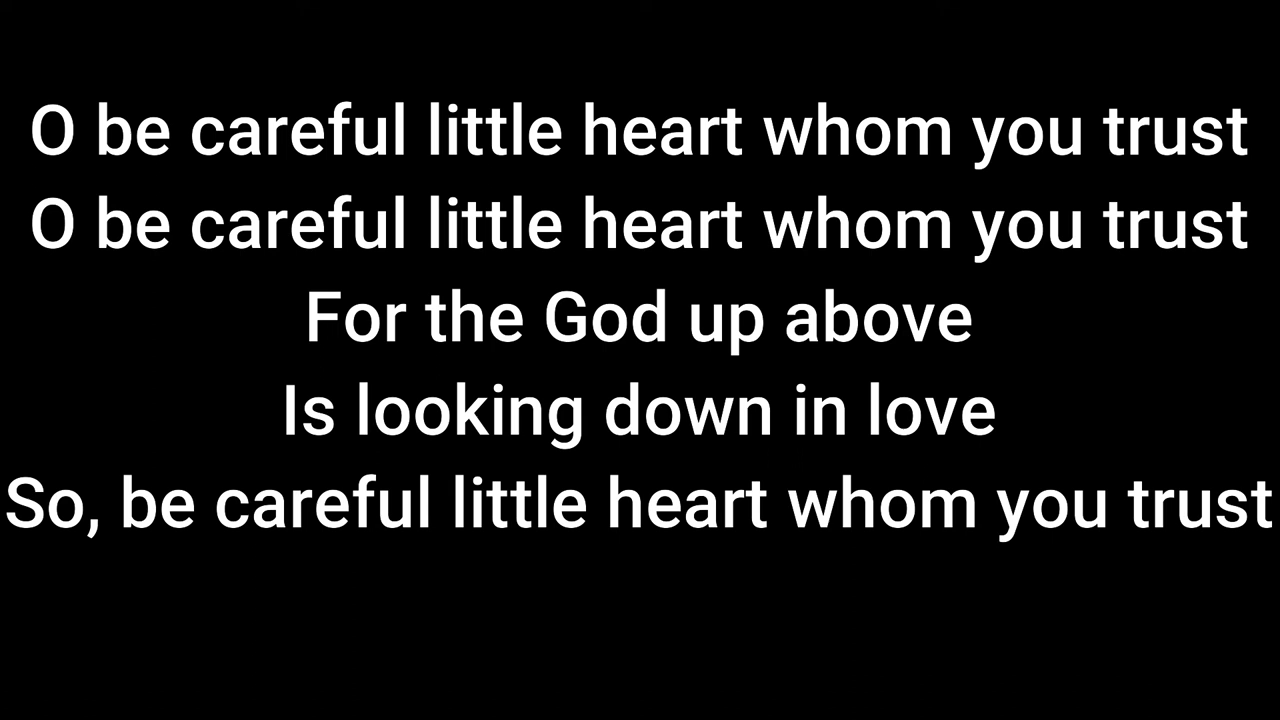 O be careful little heart whom you trust
O be careful little heart whom you trust
For the God up above
Is looking down in love
So, be careful little heart whom you trust